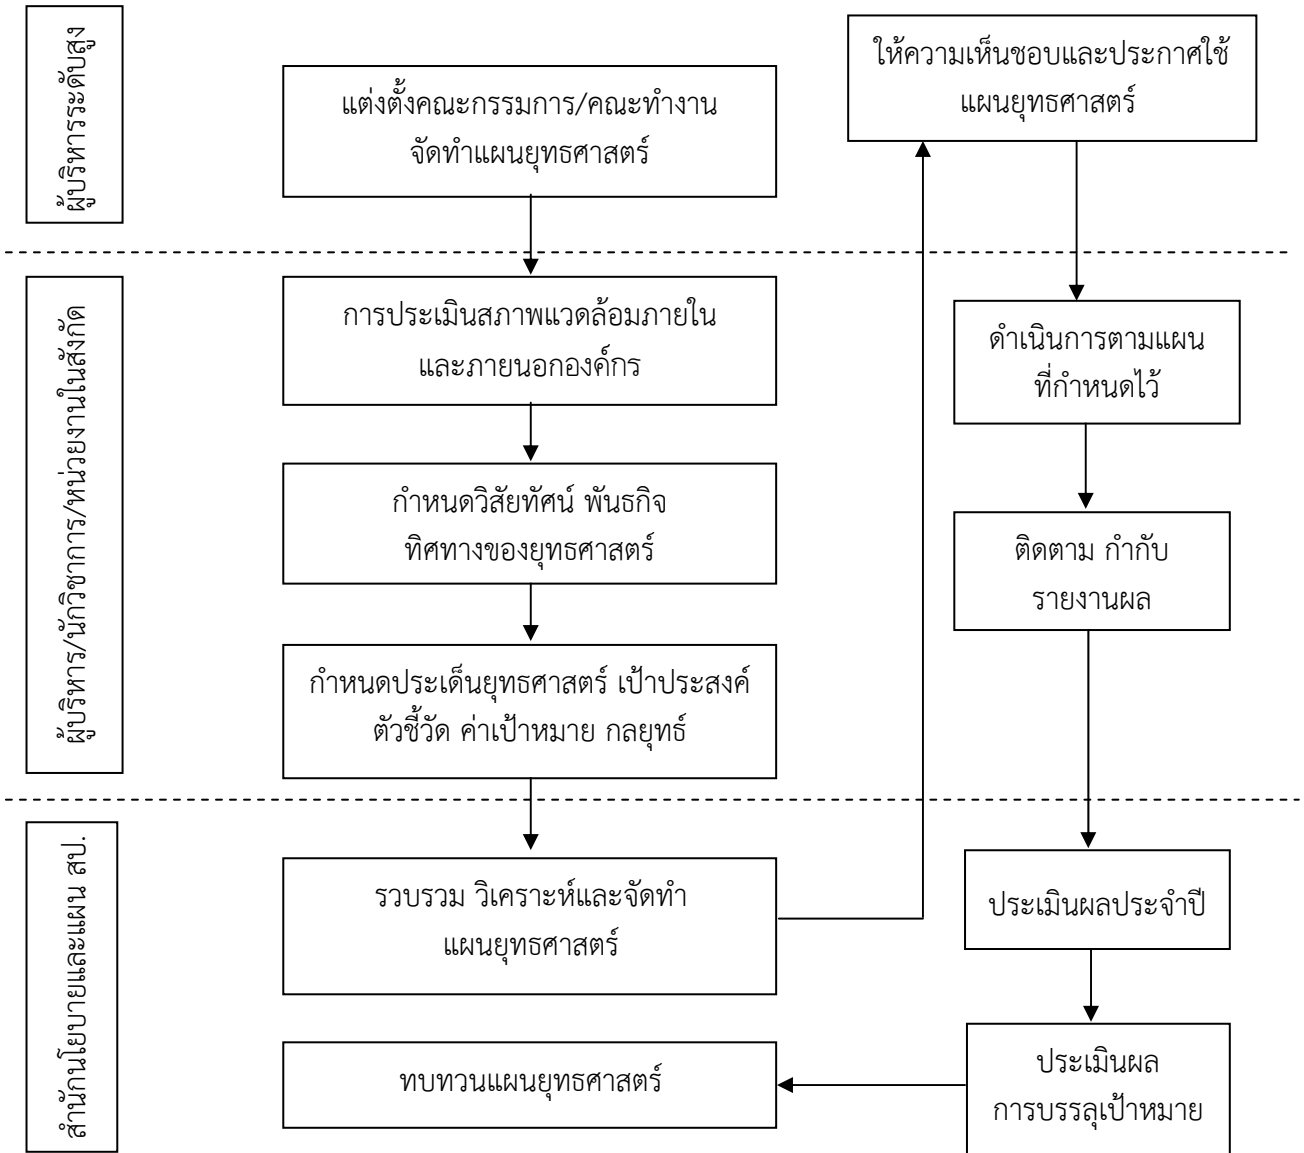 ผู้บริหารระดับสูง
แต่งตั้งคณะกรรมการ/คณะทำงาน
จัดทำแผนยุทธศาสตร์
ให้ความเห็นชอบและประกาศใช้
แผนยุทธศาสตร์
ผู้บริหาร/นักวิชาการ/หน่วยงานในสังกัด
การประเมินสภาพแวดล้อมภายใน
และภายนอกองค์กร
กำหนดวิสัยทัศน์ พันธกิจ
ทิศทางของยุทธศาสตร์
กำหนดประเด็นยุทธศาสตร์ เป้าประสงค์
ตัวชี้วัด ค่าเป้าหมาย กลยุทธ์
ดำเนินการตามแผน
ที่กำหนดไว้
ติดตาม กำกับ
รายงานผล
สำนักนโยบายและแผน สป.
รวบรวม วิเคราะห์และจัดทำ
แผนยุทธศาสตร์
ประเมินผลประจำปี
ทบทวนแผนยุทธศาสตร์
ประเมินผล
การบรรลุเป้าหมาย